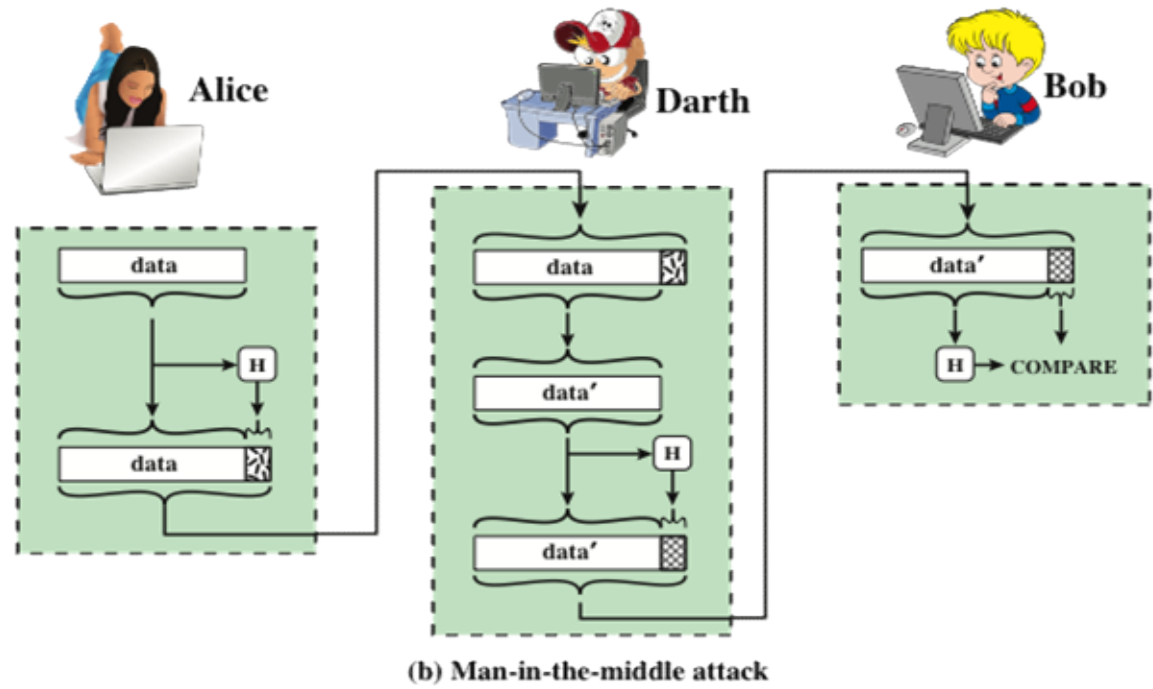 Alice
Darth
Bob
data
H
data
data
data′
H
data′
data′
H
COMPARE
(b) Man-in-the-middle attack